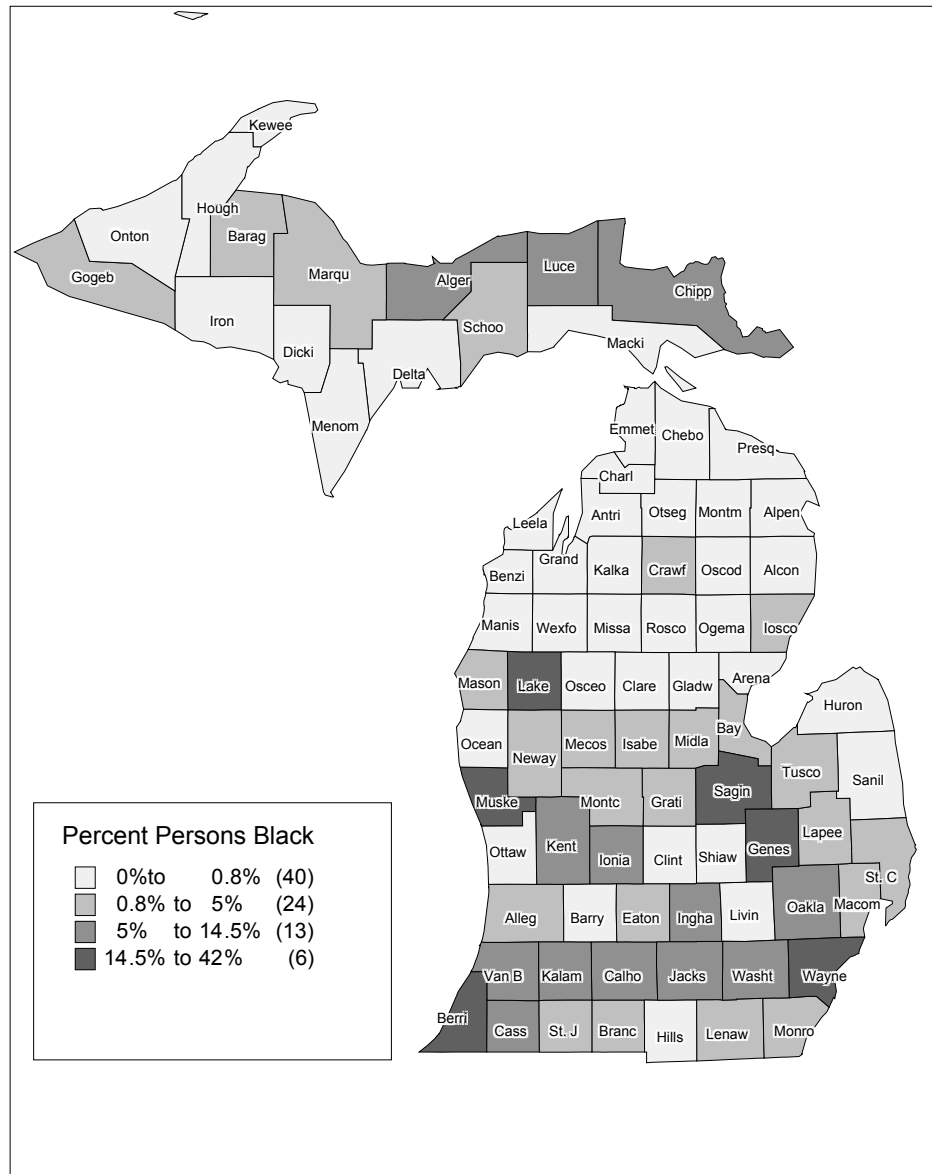 Kewee
Hough
Onton
Barag
Gogeb
Marqu
Alger
Luce
Chipp
Iron
Schoo
Dicki
Macki
Delta
Menom
Emmet
Chebo
Presq
Charl
Antri
Otseg
Montm
Alpen
Leela
Grand
Benzi
Kalka
Crawf
Oscod
Alcon
Manis
Wexfo
Missa
Rosco
Ogema
Iosco
Mason
Lake
Osceo
Clare
Gladw
Arena
Huron
Ocean
Neway
Mecos
Isabe
Midla
Bay
Tusco
Sanil
Muske
Montc
Grati
Sagin
Lapee
Ottaw
Kent
Ionia
Clint
Shiaw
Genes
St. C
Alleg
Barry
Eaton
Ingha
Livin
Oakla
Macom
Van B
Kalam
Calho
Jacks
Washt
Wayne
Berri
Cass
St. J
Branc
Hills
Lenaw
Monro
Percent Persons Black
0%to 0.8% (40)
0.8% to 5% (24)
5% to 14.5% (13)
14.5% to 42% (6)